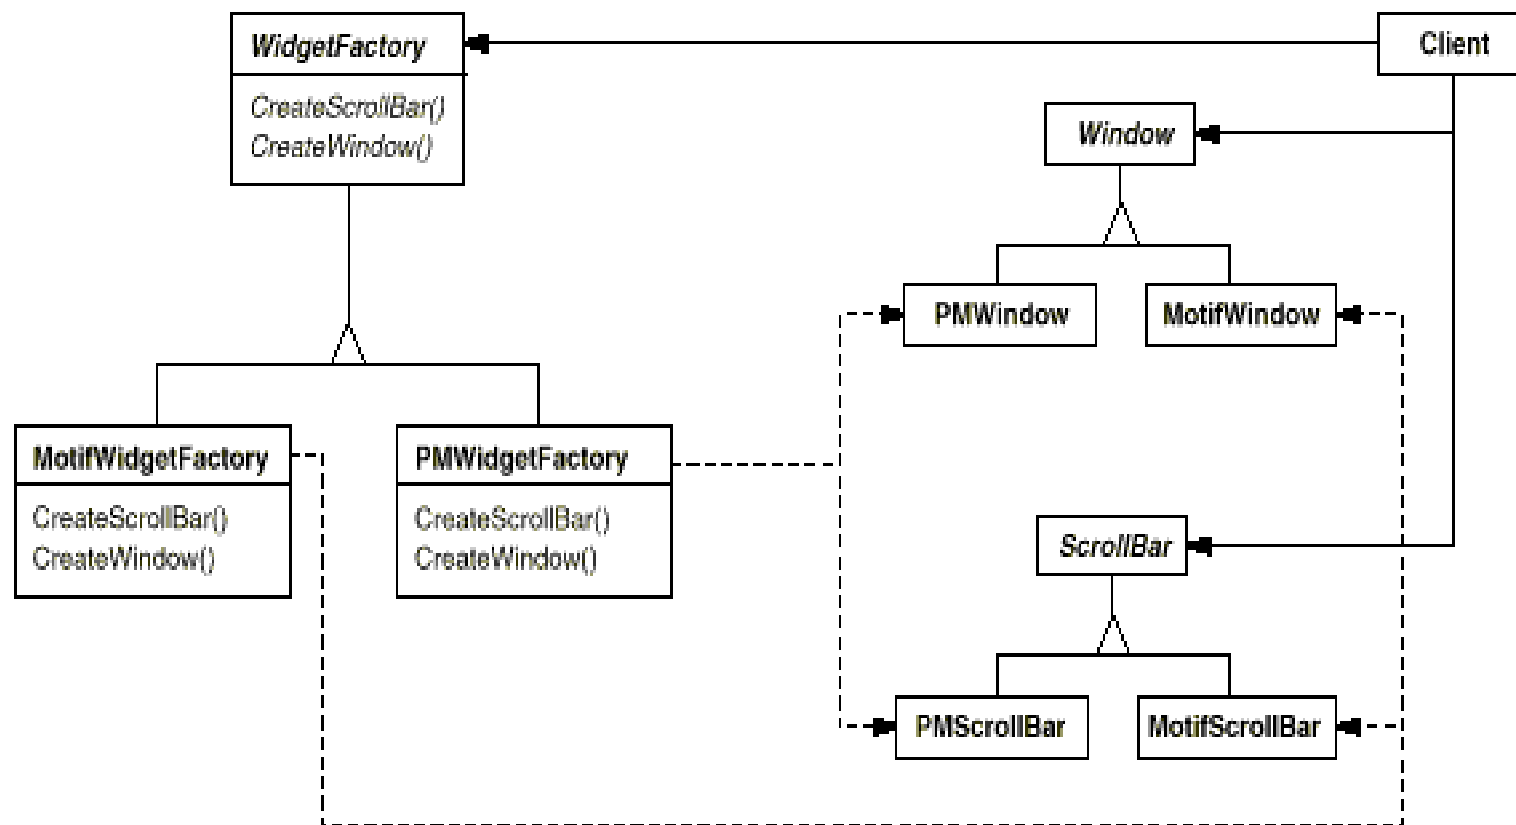 WidgetFactory
CreateScrollBar()
CreateWindow()
Client
Window
PMWindow
MotifWindow
MotifWidgetFactory
CreateScrollBar()
CreateWindow()
PMWidgetFactory
CreateScrollBar()
CreateWindow()
ScrollBar
PMScrollBar
MotifScrollBar